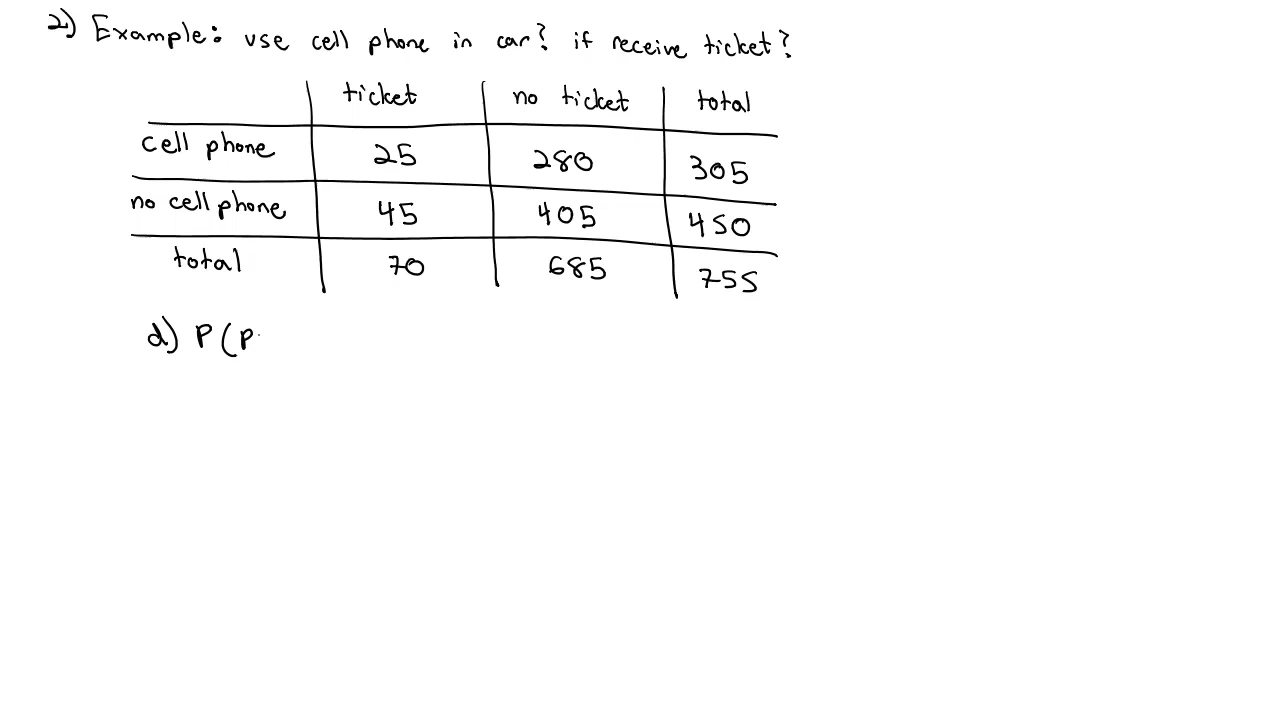 2) Example: use cell phone in car? if receive ticket?
ticket no ticket total
cell phone 25 280 305
no cell phone 45 405 450
total 70 685 755
d) P(p